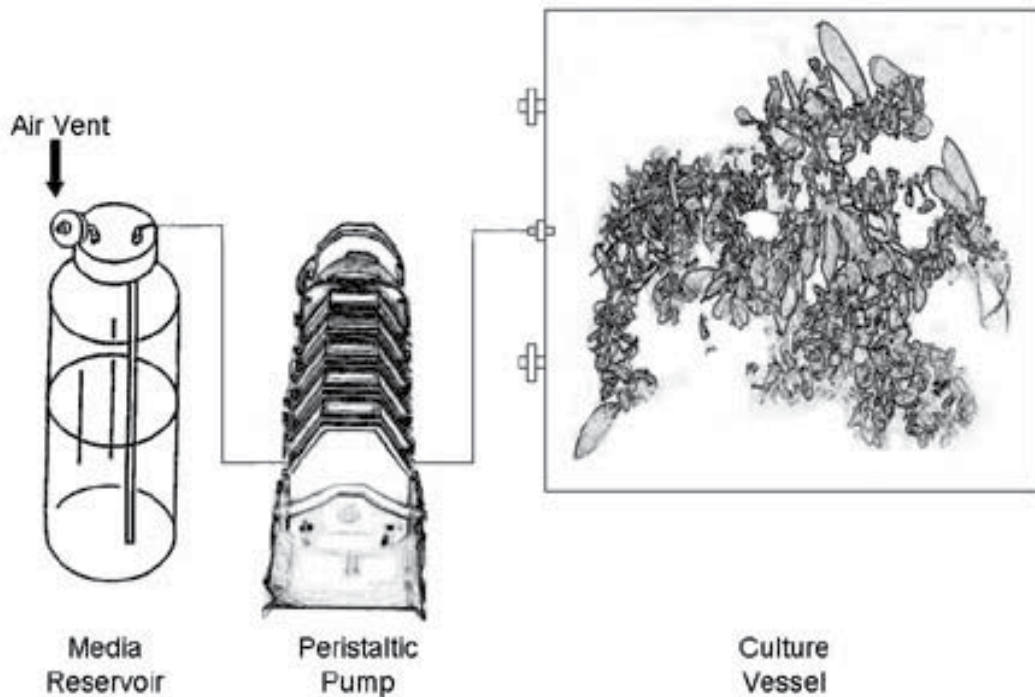 Air Vent
Media
Reservoir
Peristaltic
Pump
Culture
Vessel